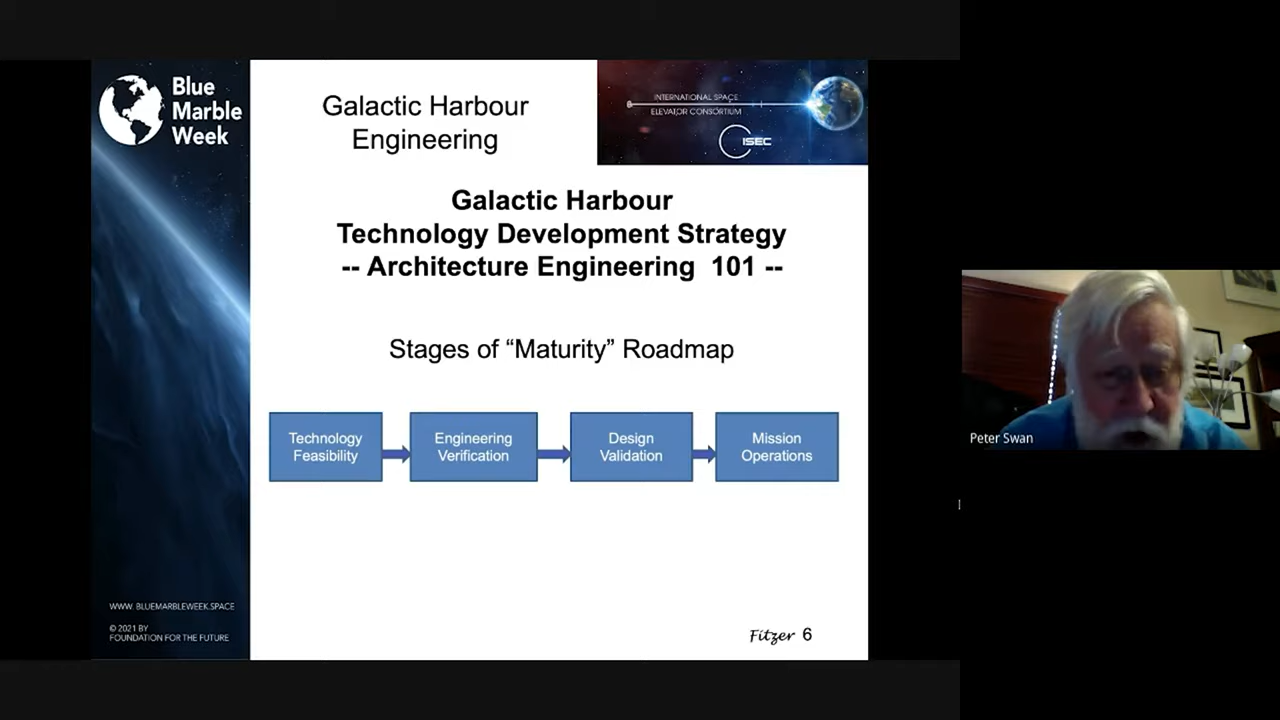 Blue
Marble
Week
Galactic Harbour
Engineering
INTERNATIONAL SPACE
ELEVATOR CONSORTIUM
ISEC
Galactic Harbour
Technology Development Strategy
-- Architecture Engineering 101 --
Stages of “Maturity” Roadmap
Technology
Feasibility
Engineering
Verification
Design
Validation
Mission
Operations
WWW. BLUEMARBLEWEEK.SPACE
© 2021 BY
FOUNDATION FOR THE FUTURE
Fitzer 6
Peter Swan